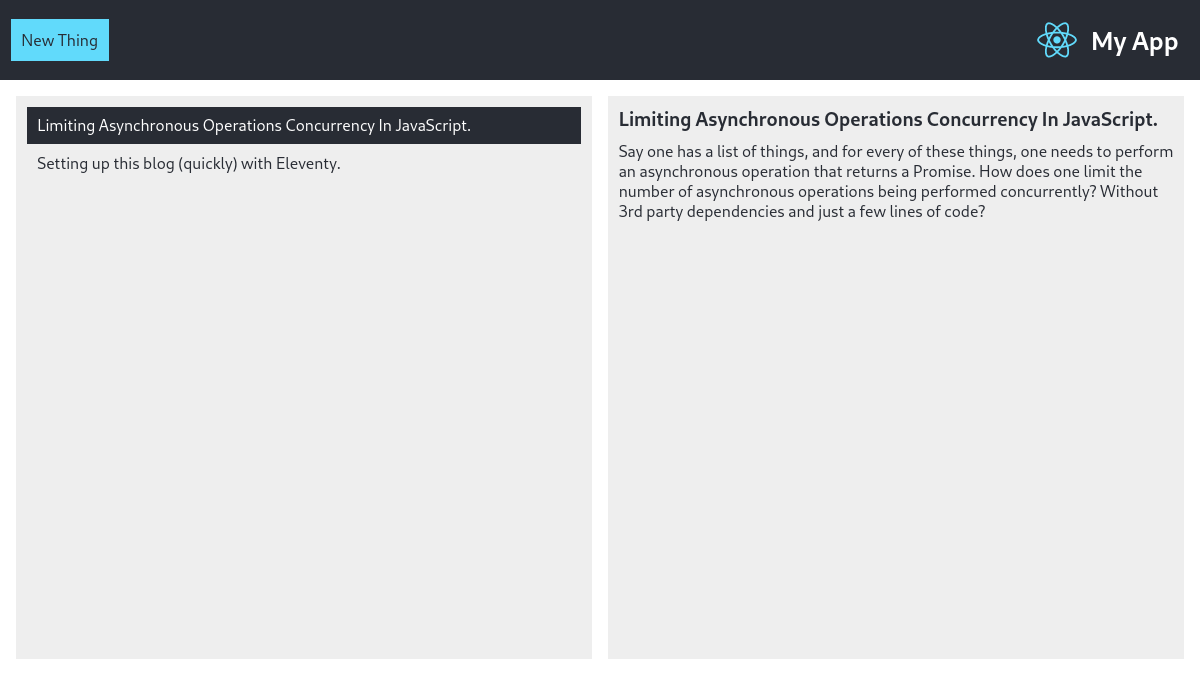 New Thing
My App
Limiting Asynchronous Operations Concurrency In JavaScript.
Setting up this blog (quickly) with Eleventy.
Limiting Asynchronous Operations Concurrency In JavaScript.
Say one has a list of things, and for every of these things, one needs to perform
an asynchronous operation that returns a Promise. How does one limit the
number of asynchronous operations being performed concurrently? Without
3rd party dependencies and just a few lines of code?